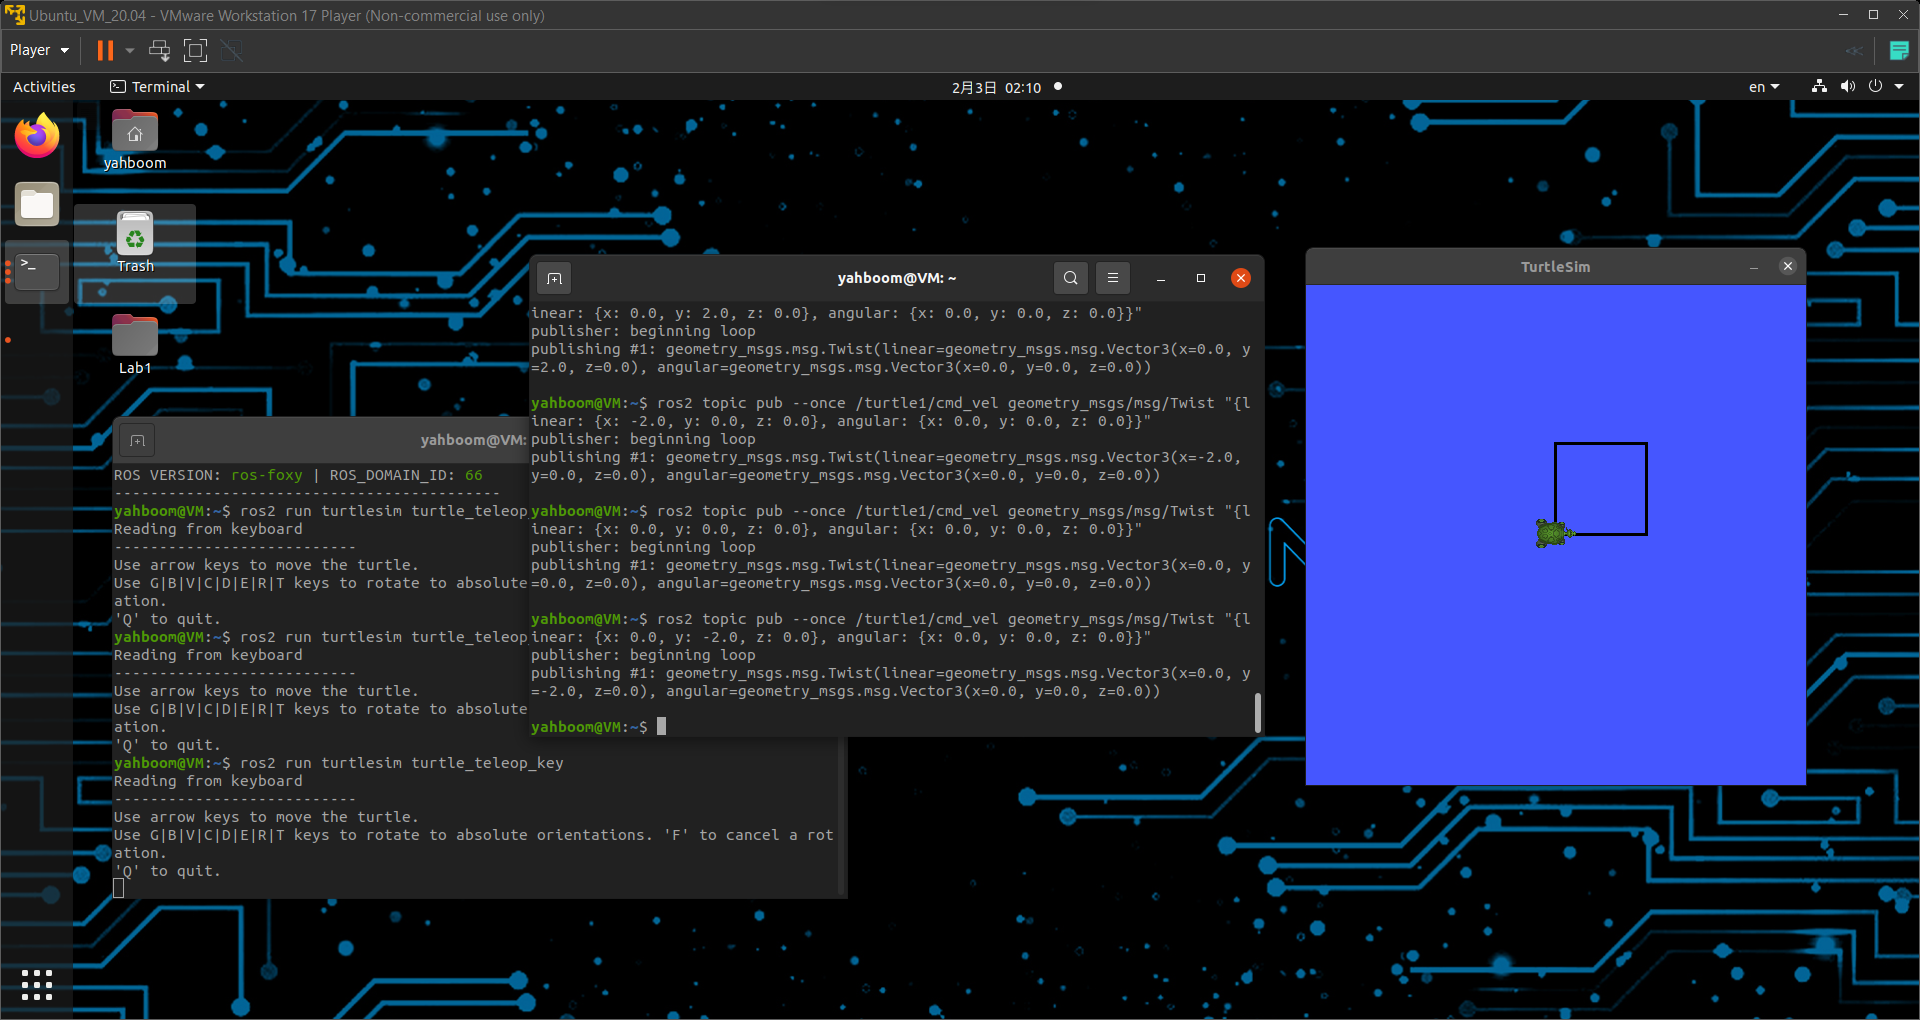 Ubuntu_VM_20.04 - VMware Workstation 17 Player (Non-commercial use only)
Player
Activities
Terminal
2月3日 02:10
en
yahboom
Trash
Lab1
yahboom@VM:
ROS VERSION: ros-foxy | ROS_DOMAIN_ID: 66
-------------------------------------------
yahboom@VM:~$ ros2 run turtlesim turtle_teleop_
Reading from keyboard
---------------------------
Use arrow keys to move the turtle.
Use G|B|V|C|D|E|R|T keys to rotate to absolute
ation.
'Q' to quit.
yahboom@VM:~$ ros2 run turtlesim turtle_teleop_
Reading from keyboard
---------------------------
Use arrow keys to move the turtle.
Use G|B|V|C|D|E|R|T keys to rotate to absolute
ation.
'Q' to quit.
yahboom@VM:~$ ros2 run turtlesim turtle_teleop_key
Reading from keyboard
---------------------------
Use arrow keys to move the turtle.
Use G|B|V|C|D|E|R|T keys to rotate to absolute orientations. 'F' to cancel a rot
ation.
'Q' to quit.
yahboom@VM: ~
inear: {x: 0.0, y: 2.0, z: 0.0}, angular: {x: 0.0, y: 0.0, z: 0.0}}"
publisher: beginning loop
publishing #1: geometry_msgs.msg.Twist(linear=geometry_msgs.msg.Vector3(x=0.0, y
=2.0, z=0.0), angular=geometry_msgs.msg.Vector3(x=0.0, y=0.0, z=0.0))
yahboom@VM:~$ ros2 topic pub --once /turtle1/cmd_vel geometry_msgs/msg/Twist "{l
inear: {x: -2.0, y: 0.0, z: 0.0}, angular: {x: 0.0, y: 0.0, z: 0.0}}"
publisher: beginning loop
publishing #1: geometry_msgs.msg.Twist(linear=geometry_msgs.msg.Vector3(x=-2.0,
y=0.0, z=0.0), angular=geometry_msgs.msg.Vector3(x=0.0, y=0.0, z=0.0))
yahboom@VM:~$ ros2 topic pub --once /turtle1/cmd_vel geometry_msgs/msg/Twist "{l
inear: {x: 0.0, y: 0.0, z: 0.0}, angular: {x: 0.0, y: 0.0, z: 0.0}}"
publisher: beginning loop
publishing #1: geometry_msgs.msg.Twist(linear=geometry_msgs.msg.Vector3(x=0.0, y
=0.0, z=0.0), angular=geometry_msgs.msg.Vector3(x=0.0, y=0.0, z=0.0))
yahboom@VM:~$ ros2 topic pub --once /turtle1/cmd_vel geometry_msgs/msg/Twist "{l
inear: {x: 0.0, y: -2.0, z: 0.0}, angular: {x: 0.0, y: 0.0, z: 0.0}}"
publisher: beginning loop
publishing #1: geometry_msgs.msg.Twist(linear=geometry_msgs.msg.Vector3(x=0.0, y
=-2.0, z=0.0), angular=geometry_msgs.msg.Vector3(x=0.0, y=0.0, z=0.0))
yahboom@VM:~$
TurtleSim